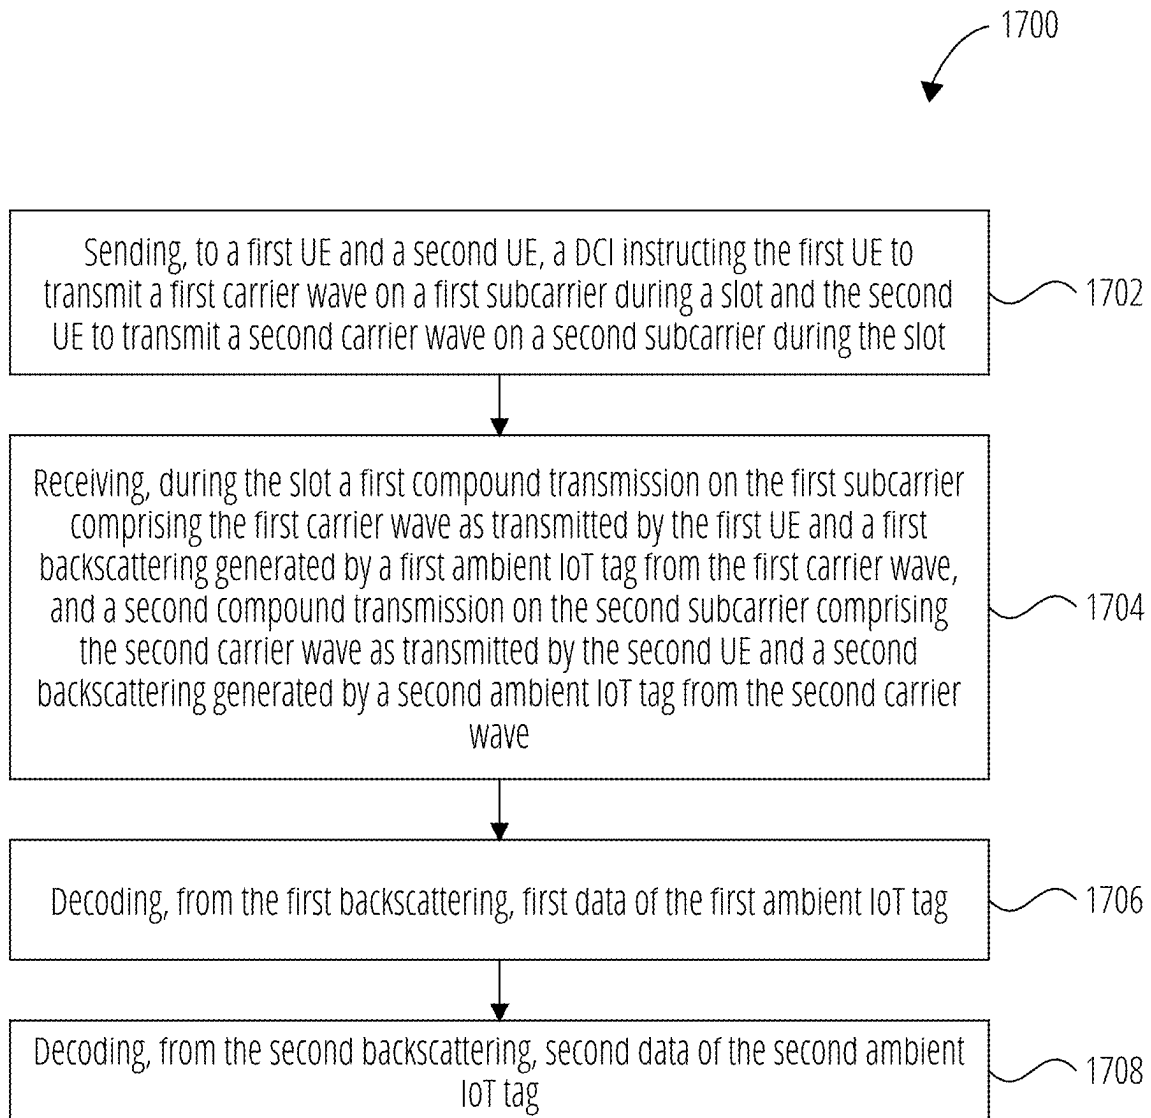 1700
Sending, to a first UE and a second UE, a DCI instructing the first UE to
transmit a first carrier wave on a first subcarrier during a slot and the second
UE to transmit a second carrier wave on a second subcarrier during the slot
1702
Receiving, during the slot a first compound transmission on the first subcarrier
comprising the first carrier wave as transmitted by the first UE and a first
backscattering generated by a first ambient IoT tag from the first carrier wave,
and a second compound transmission on the second subcarrier comprising
the second carrier wave as transmitted by the second UE and a second
backscattering generated by a second ambient IoT tag from the second carrier
wave
1704
Decoding, from the first backscattering, first data of the first ambient IoT tag
1706
Decoding, from the second backscattering, second data of the second ambient
IoT tag
1708